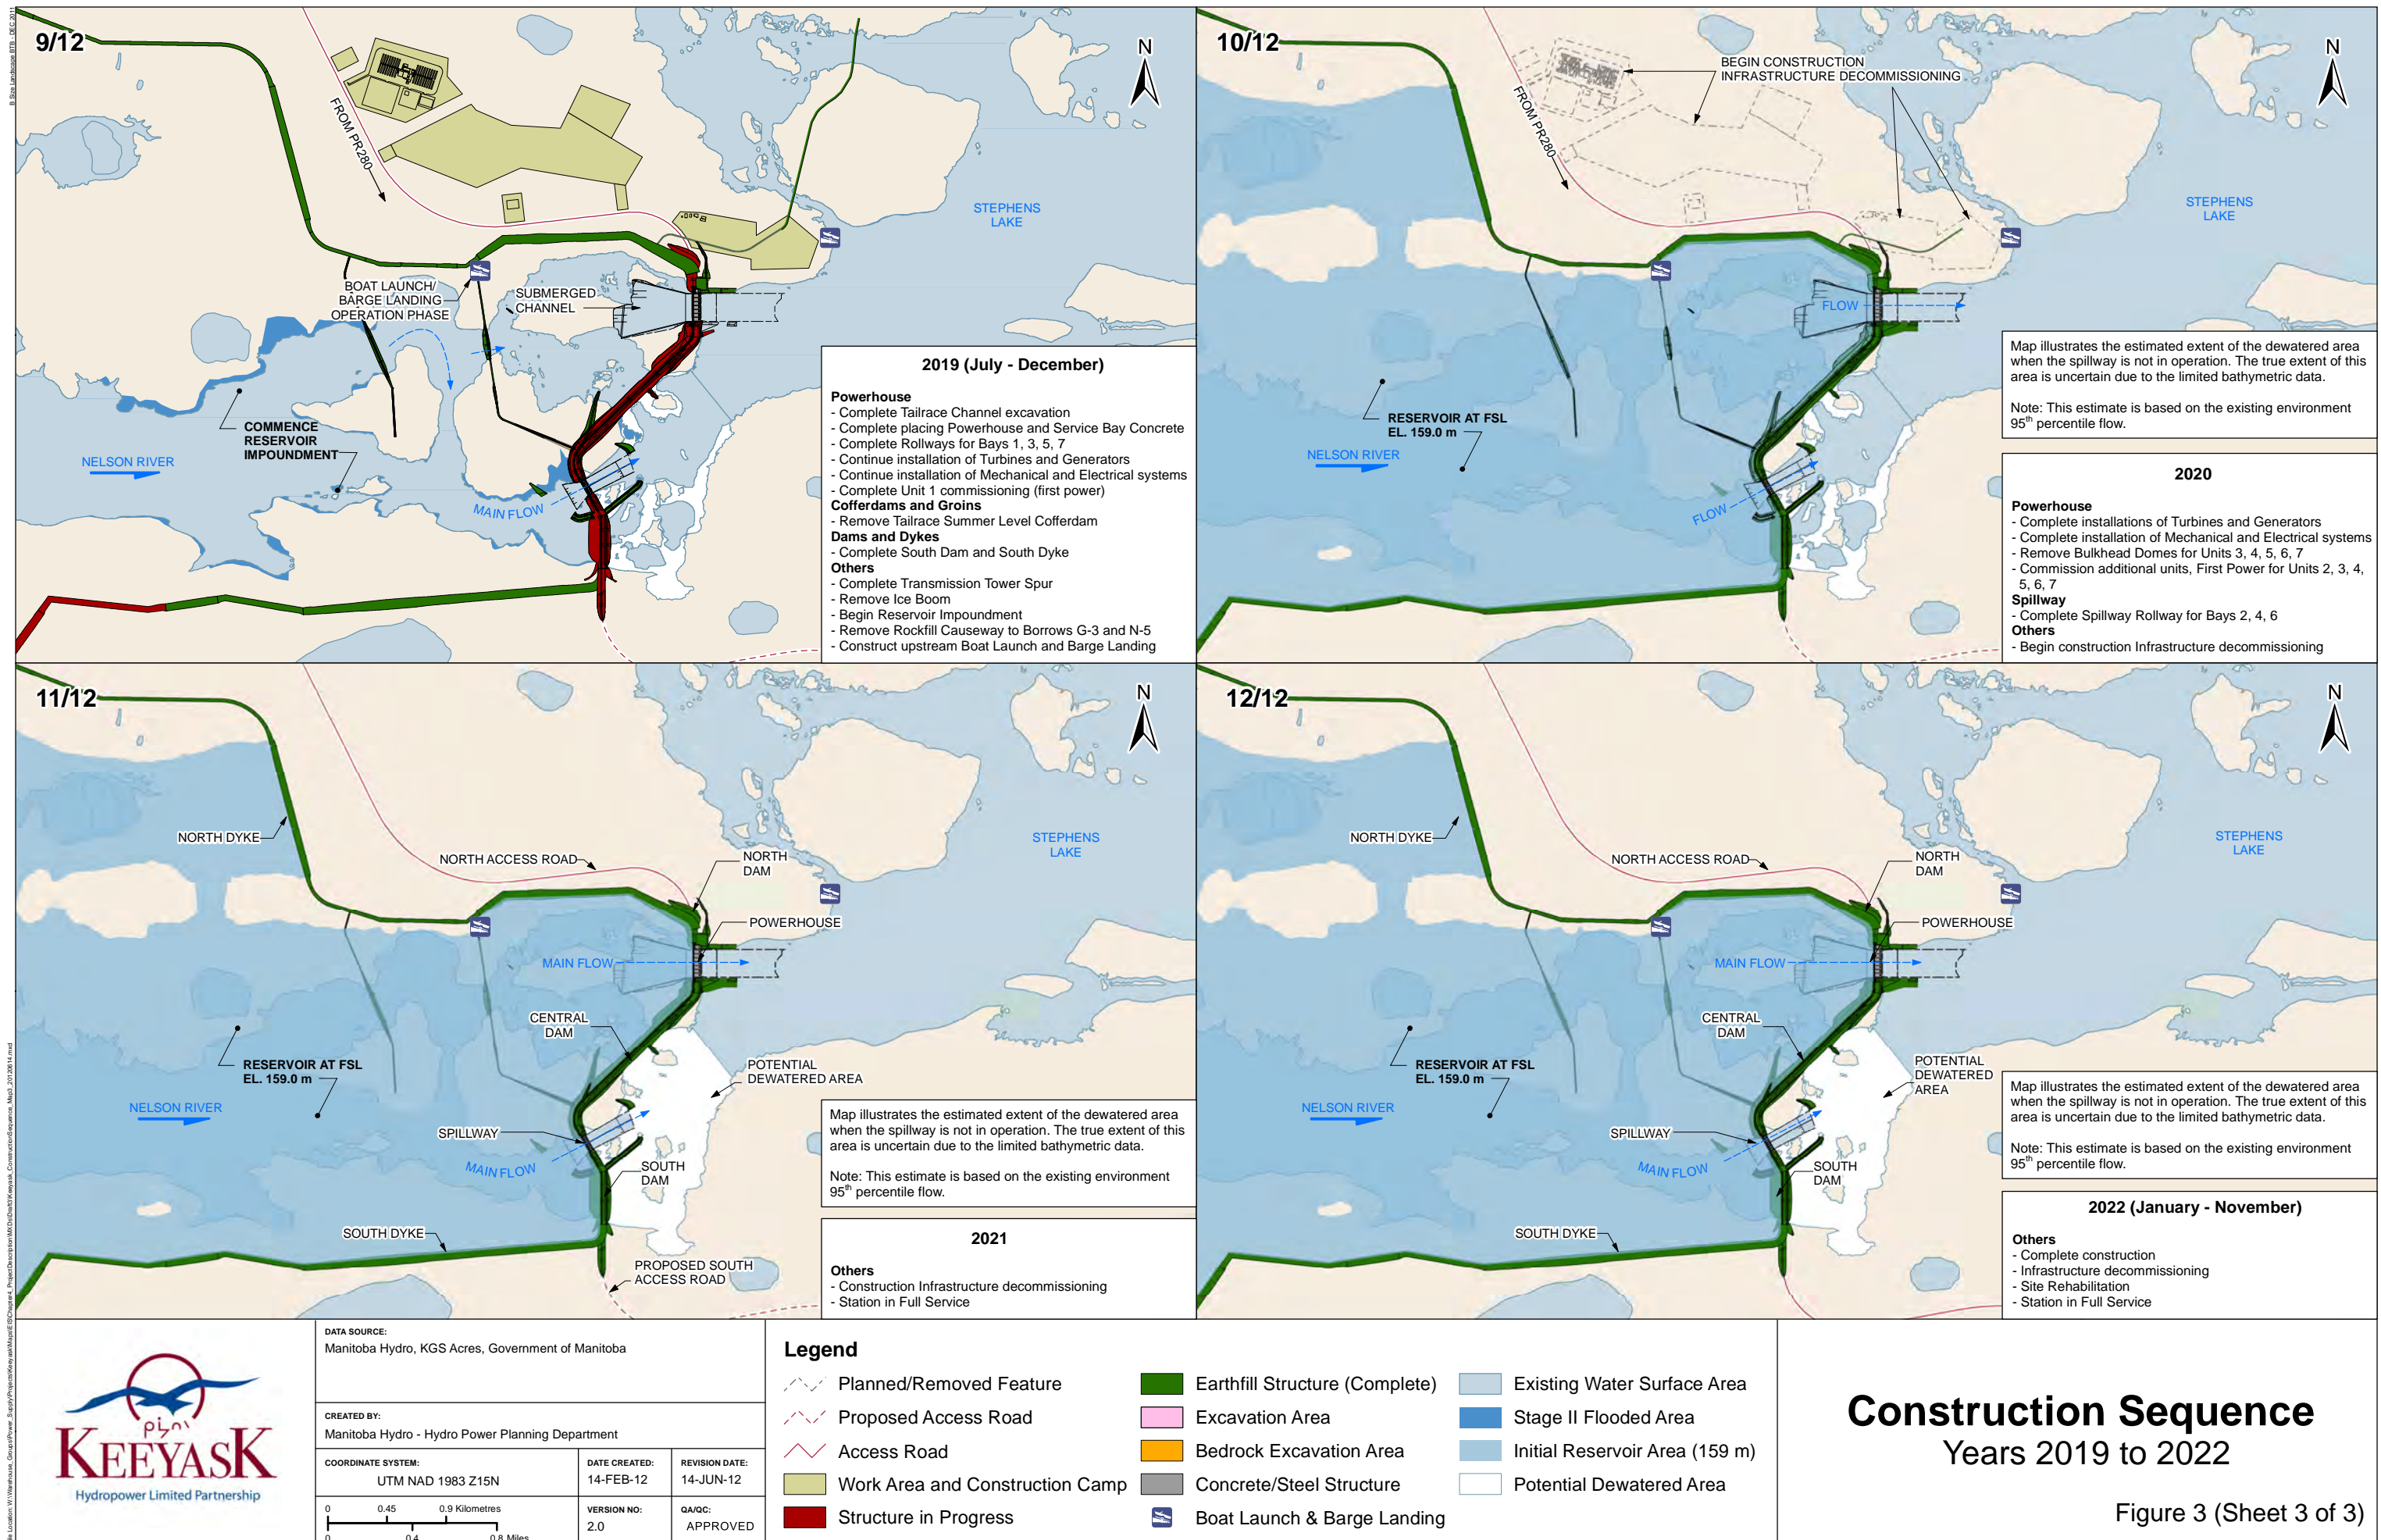 B Size Landscape BTB - DEC 2011
9/12
N
FROM PR280
STEPHENS
LAKE
BOAT LAUNCH/
BARGE LANDING
OPERATION PHASE
SUBMERGED
CHANNEL
COMMENCE
RESERVOIR
IMPOUNDMENT
NELSON RIVER
MAIN FLOW
2019 (July - December)
Powerhouse
- Complete Tailrace Channel excavation
- Complete placing Powerhouse and Service Bay Concrete
- Complete Rollways for Bays 1, 3, 5, 7
- Continue installation of Turbines and Generators
- Continue installation of Mechanical and Electrical systems
- Complete Unit 1 commissioning (first power)
Cofferdams and Groins
- Remove Tailrace Summer Level Cofferdam
Dams and Dykes
- Complete South Dam and South Dyke
Others
- Complete Transmission Tower Spur
- Remove Ice Boom
- Begin Reservoir Impoundment
- Remove Rockfill Causeway to Borrows G-3 and N-5
- Construct upstream Boat Launch and Barge Landing
10/12
BEGIN CONSTRUCTION
INFRASTRUCTURE DECOMMISSIONING
N
FROM PR280
STEPHENS
LAKE
FLOW
RESERVOIR AT FSL
EL. 159.0 m
NELSON RIVER
FLOW
Map illustrates the estimated extent of the dewatered area
when the spillway is not in operation. The true extent of this
area is uncertain due to the limited bathymetric data.
Note: This estimate is based on the existing environment
95th percentile flow.
2020
Powerhouse
- Complete installations of Turbines and Generators
- Complete installation of Mechanical and Electrical systems
- Remove Bulkhead Domes for Units 3, 4, 5, 6, 7
- Commission additional units, First Power for Units 2, 3, 4,
5, 6, 7
Spillway
- Complete Spillway Rollway for Bays 2, 4, 6
Others
- Begin construction Infrastructure decommissioning
11/12
N
NORTH DYKE
NORTH ACCESS ROAD
NORTH
DAM
STEPHENS
LAKE
POWERHOUSE
MAIN FLOW
CENTRAL
DAM
RESERVOIR AT FSL
EL. 159.0 m
POTENTIAL
DEWATERED AREA
NELSON RIVER
SPILLWAY
MAIN FLOW
SOUTH
DAM
SOUTH DYKE
PROPOSED SOUTH
ACCESS ROAD
Map illustrates the estimated extent of the dewatered area
when the spillway is not in operation. The true extent of this
area is uncertain due to the limited bathymetric data.
Note: This estimate is based on the existing environment
95th percentile flow.
2021
Others
- Construction Infrastructure decommissioning
- Station in Full Service
12/12
N
NORTH DYKE
NORTH ACCESS ROAD
NORTH
DAM
STEPHENS
LAKE
POWERHOUSE
MAIN FLOW
CENTRAL
DAM
RESERVOIR AT FSL
EL. 159.0 m
POTENTIAL
DEWATERED
AREA
NELSON RIVER
SPILLWAY
MAIN FLOW
SOUTH
DAM
SOUTH DYKE
Map illustrates the estimated extent of the dewatered area
when the spillway is not in operation. The true extent of this
area is uncertain due to the limited bathymetric data.
Note: This estimate is based on the existing environment
95th percentile flow.
2022 (January - November)
Others
- Complete construction
- Infrastructure decommissioning
- Site Rehabilitation
- Station in Full Service
KEEYASK
Hydropower Limited Partnership
DATA SOURCE:
Manitoba Hydro, KGS Acres, Government of Manitoba
CREATED BY:
Manitoba Hydro - Hydro Power Planning Department
COORDINATE SYSTEM:
UTM NAD 1983 Z15N
DATE CREATED:
14-FEB-12
REVISION DATE:
14-JUN-12
0 0.45 0.9 Kilometres
0 0.4 0.8 Miles
VERSION NO:
2.0
QA/QC:
APPROVED
Legend
Planned/Removed Feature
Proposed Access Road
Access Road
Work Area and Construction Camp
Structure in Progress
Earthfill Structure (Complete)
Excavation Area
Bedrock Excavation Area
Concrete/Steel Structure
Boat Launch & Barge Landing
Existing Water Surface Area
Stage II Flooded Area
Initial Reservoir Area (159 m)
Potential Dewatered Area
Construction Sequence
Years 2019 to 2022
Figure 3 (Sheet 3 of 3)